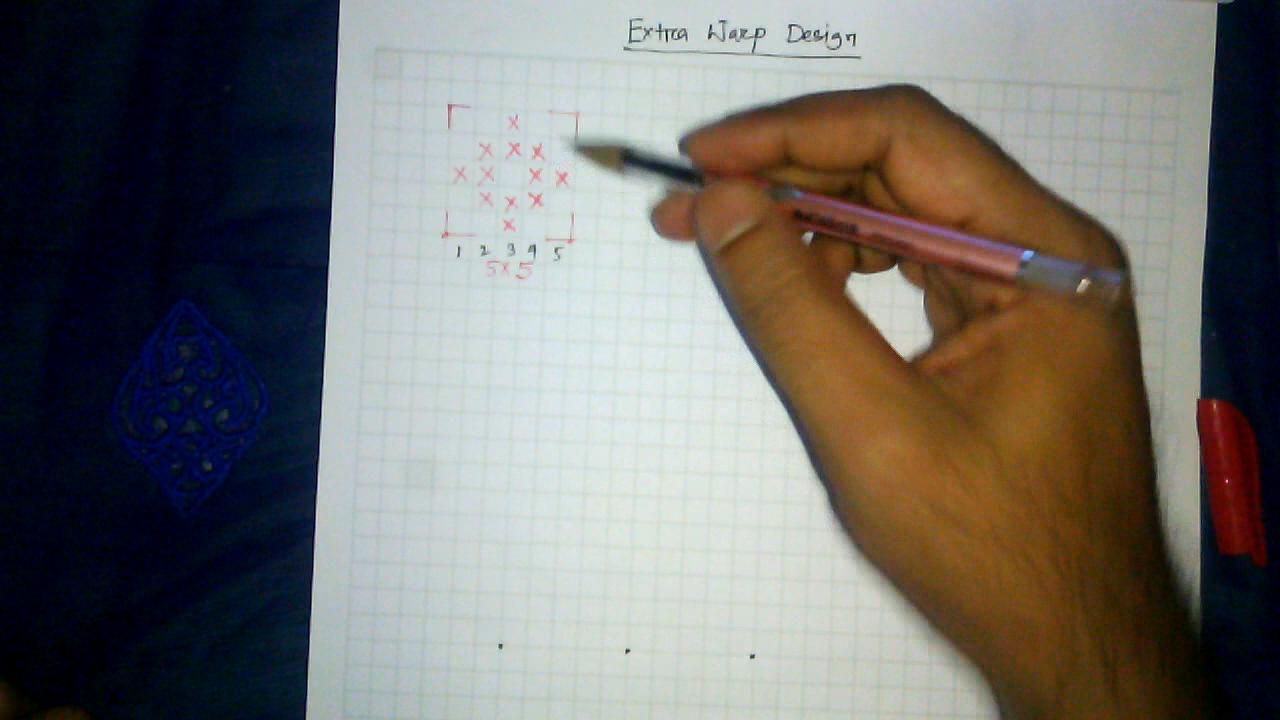 Extra Warp Design
x
x x x
x x x x
x x x
x
1 2 3 4 5
5x5